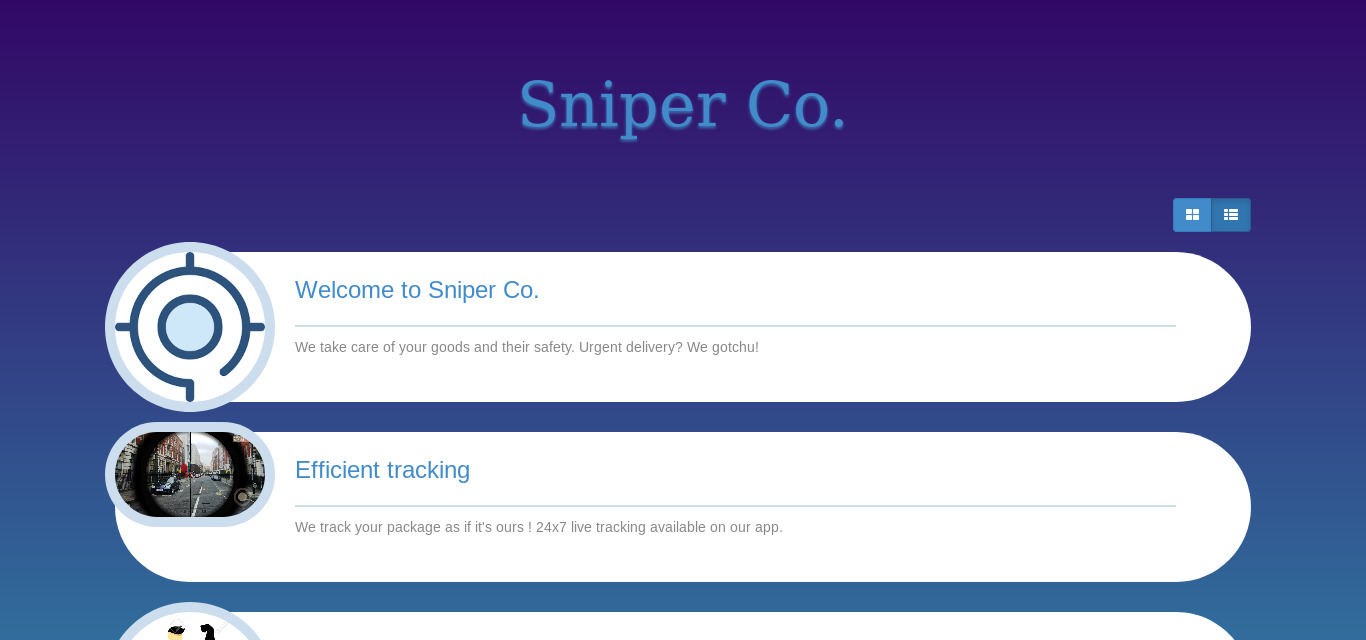 Sniper Co.
Welcome to Sniper Co.
We take care of your goods and their safety. Urgent delivery? We gotchu!
Efficient tracking
We track your package as if it's ours ! 24x7 live tracking available on our app.